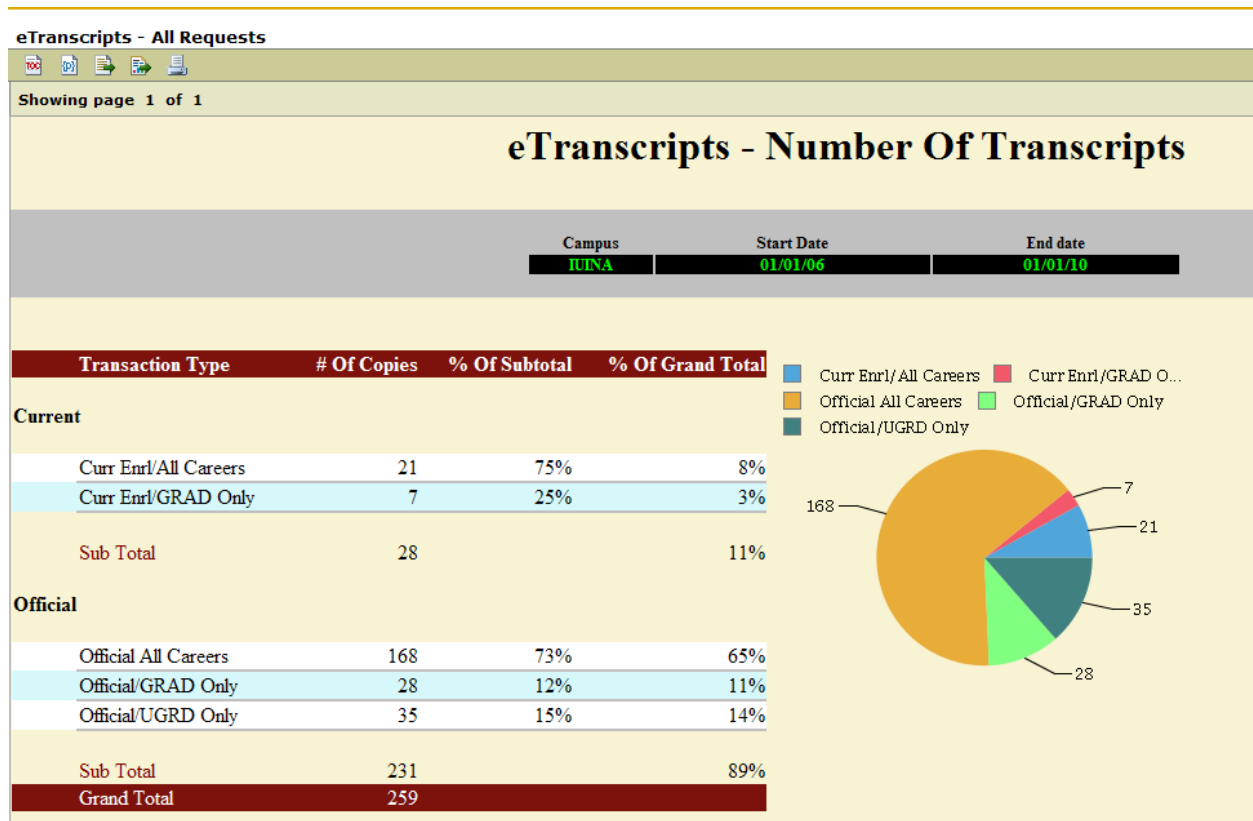 eTranscripts - All Requests
TOC
{p}
Showing page 1 of 1
eTranscripts - Number Of Transcripts
Campus Start Date End date
IUINA 01/01/06 01/01/10
Transaction Type # Of Copies % Of Subtotal % Of Grand Total
Current
Curr Enrl/All Careers 21 75% 8%
Curr Enrl/GRAD Only 7 25% 3%
Sub Total 28 11%
Official
Official All Careers 168 73% 65%
Official/GRAD Only 28 12% 11%
Official/UGRD Only 35 15% 14%
Sub Total 231 89%
Grand Total 259
Curr Enrl/All Careers Curr Enrl/GRAD O...
Official All Careers Official/GRAD Only
Official/UGRD Only
7
168
21
35
28